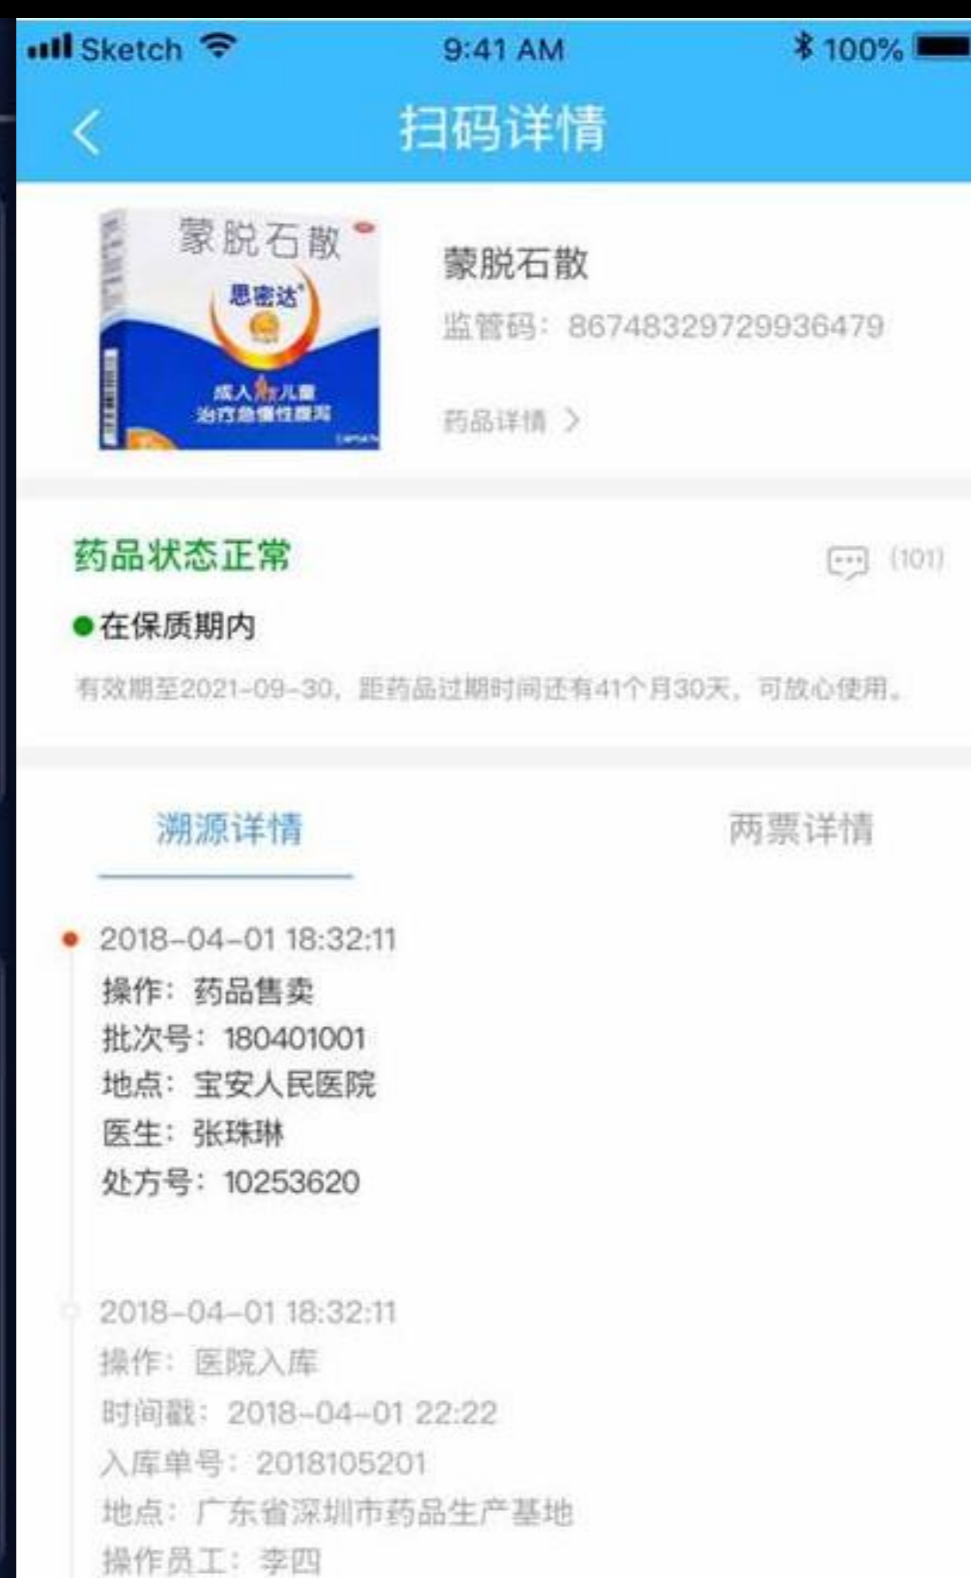 Sketch 9:41 AM 100%
扫码详情
蒙脱石散
思密达
成人 儿童
治疗急慢性腹泻
蒙脱石散
监管码：86748329729936479
药品详情 >
药品状态正常 (101)
在保质期内
有效期至2021-09-30，距药品过期时间还有41个月30天，可放心使用。
溯源详情 两票详情
2018-04-01 18:32:11
操作：药品售卖
批次号：180401001
地点：宝安人民医院
医生：张珠琳
处方号：10253620
2018-04-01 18:32:11
操作：医院入库
时间戳：2018-04-01 22:22
入库单号：2018105201
地点：广东省深圳市药品生产基地
操作员工：李四